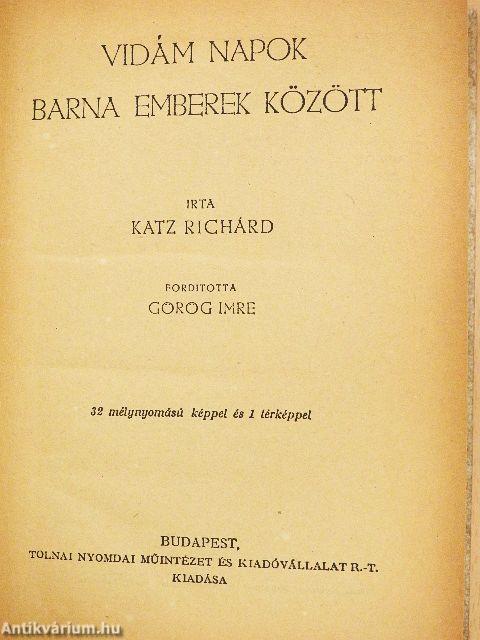 VIDÁM NAPOK
BARNA EMBEREK KÖZÖTT
IRTA
KATZ RICHÁRD
FORDITOTTA
GÖRÖG IMRE
32 mélynyomású képpel és 1 térképpel
BUDAPEST,
TOLNAI NYOMDAI MŰINTÉZET ÉS KIADÓVÁLLALAT R.-T.
KIADÁSA
Antikvárium.hu